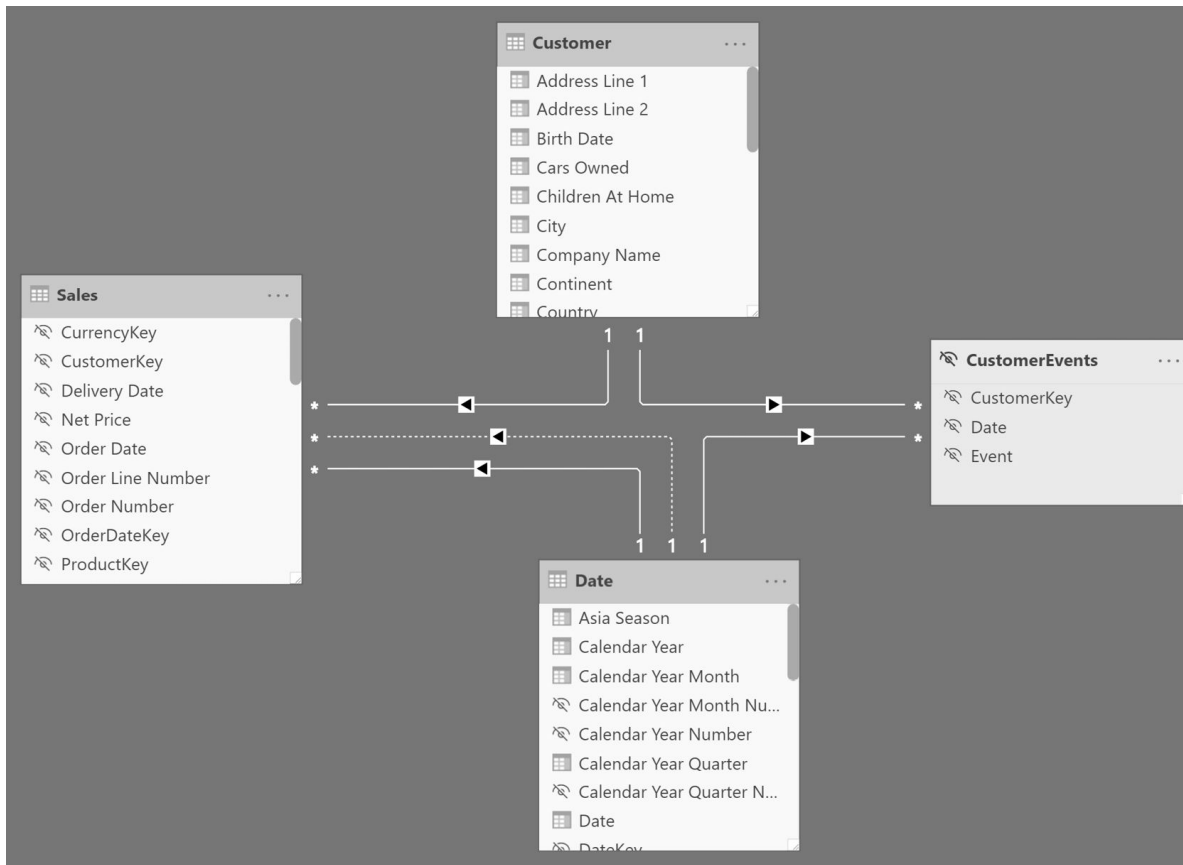 Customer
Address Line 1
Address Line 2
Birth Date
Cars Owned
Children At Home
City
Company Name
Continent
Country
Sales
CurrencyKey
CustomerKey
Delivery Date
Net Price
Order Date
Order Line Number
Order Number
OrderDateKey
ProductKey
1 1
*
*
*
*
*
CustomerEvents
CustomerKey
Date
Event
1 1 1
Date
Asia Season
Calendar Year
Calendar Year Month
Calendar Year Month Nu...
Calendar Year Number
Calendar Year Quarter
Calendar Year Quarter N...
Date
DateKey